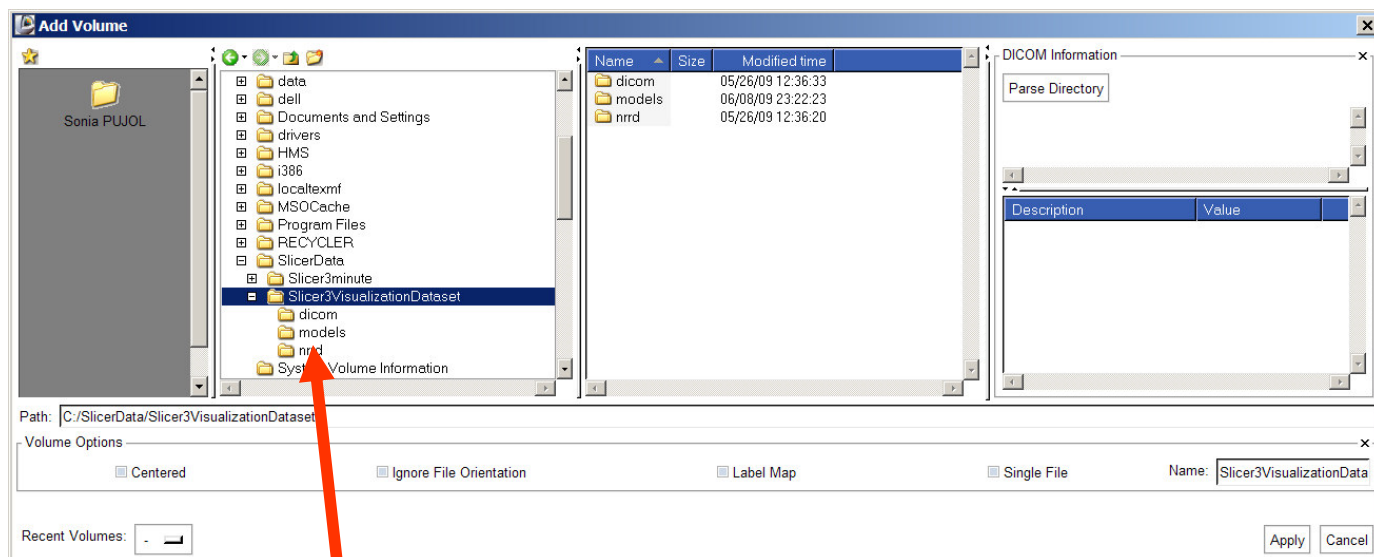 Add Volume
Sonia PUJOL
data
dell
Documents and Settings
drivers
HMS
i386
localtexmf
MSOCache
Program Files
RECYCLER
SlicerData
Slicer3minute
Slicer3VisualizationDataset
dicom
models
nrrd
System Volume Information
Name Size Modified time
dicom 05/26/09 12:36:33
models 06/08/09 23:22:23
nrrd 05/26/09 12:36:20
DICOM Information
Parse Directory
Description Value
Path: C:/SlicerData/Slicer3VisualizationDataset
Volume Options
Centered Ignore File Orientation Label Map Single File Name: Slicer3VisualizationData
Recent Volumes: -
Apply Cancel